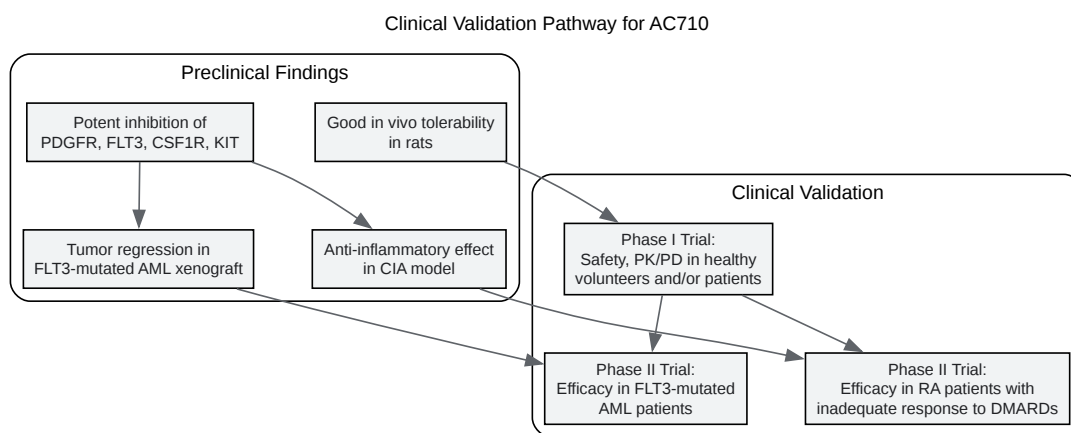 Clinical Validation Pathway for AC710
Preclinical Findings
Potent inhibition of
PDGFR, FLT3, CSF1R, KIT
Good in vivo tolerability
in rats
Tumor regression in
FLT3-mutated AML xenograft
Anti-inflammatory effect
in CIA model
Clinical Validation
Phase I Trial:
Safety, PK/PD in healthy
volunteers and/or patients
Phase II Trial:
Efficacy in FLT3-mutated
AML patients
Phase II Trial:
Efficacy in RA patients with
inadequate response to DMARDs